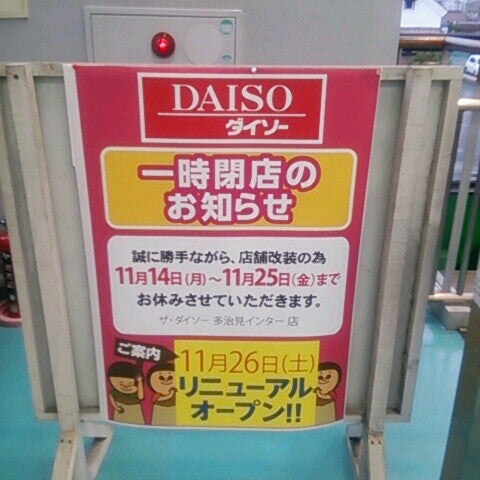 DAISO
ダイソー
一時閉店の
お知らせ
誠に勝手ながら、店舗改装の為
11月14日(月)～11月25日(金)まで
お休みさせていただきます。
ザ・ダイソー 多治見インター店
ご案内
11月26日(土)
リニューアル
オープン!!